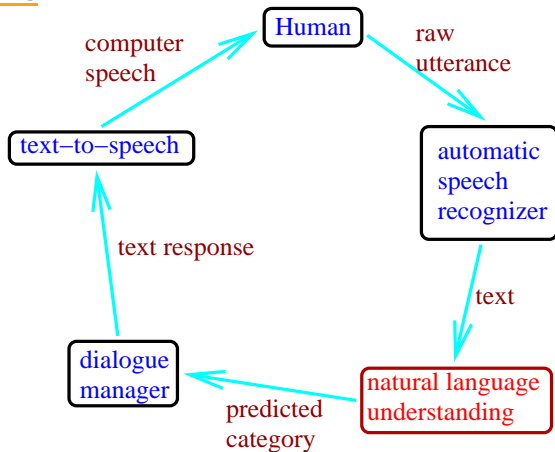 Human
computer
speech
raw
utterance
text−to−speech
automatic
speech
recognizer
text response
text
dialogue
manager
natural language
understanding
predicted
category